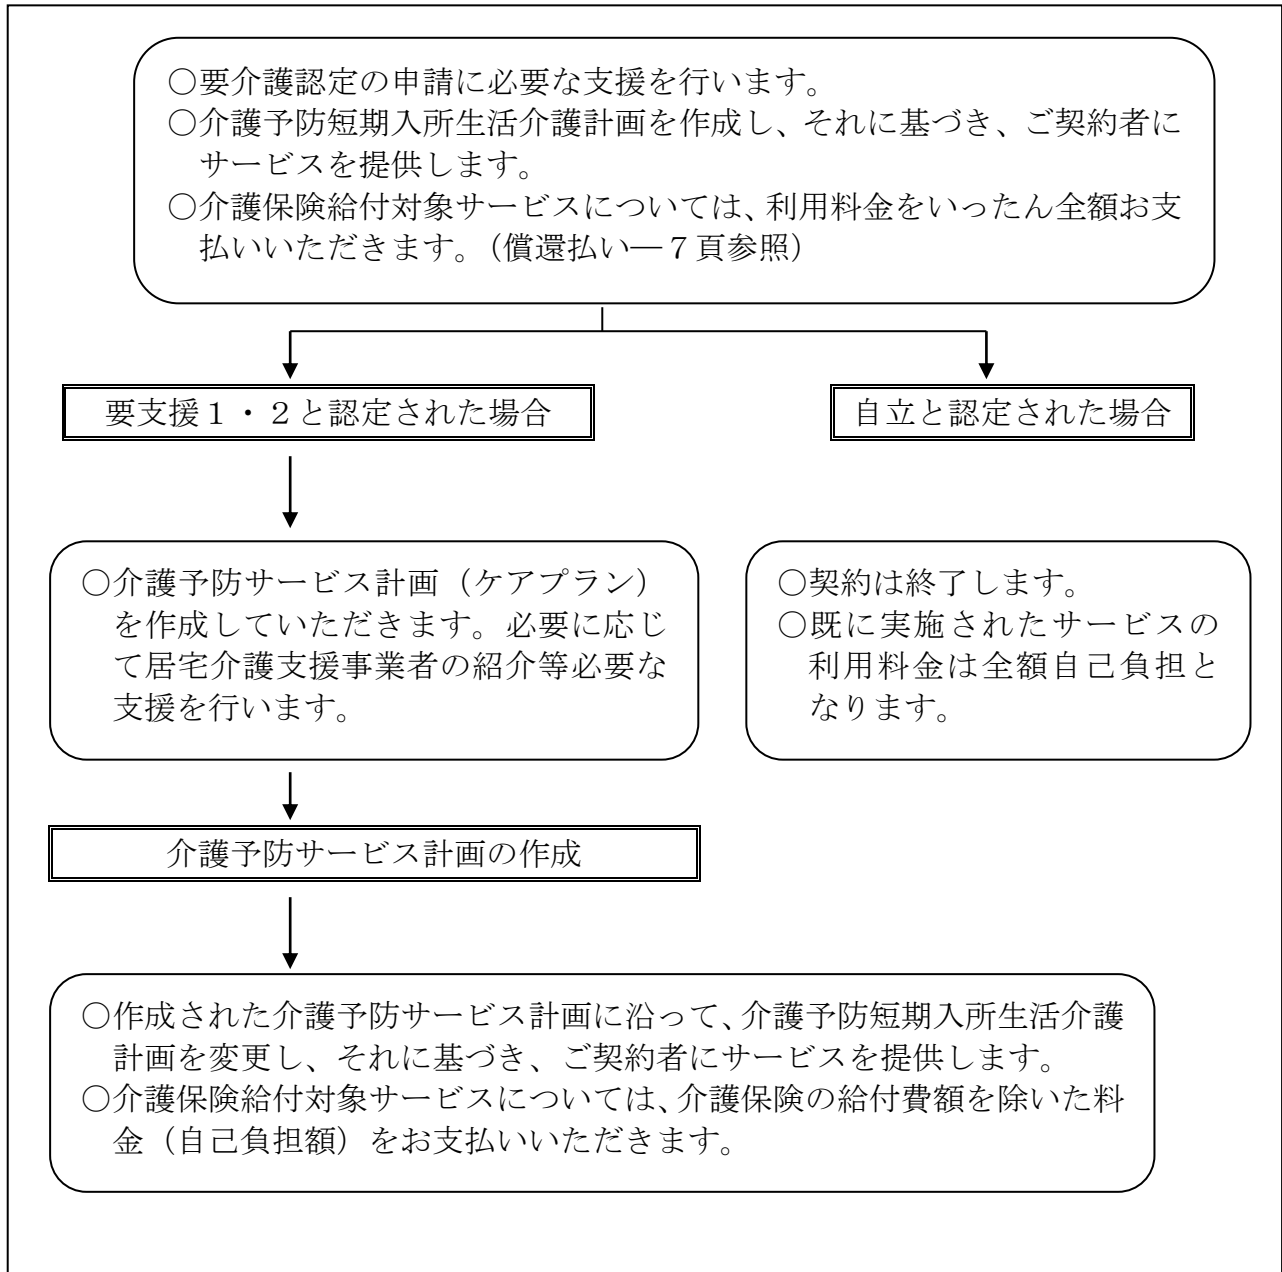 ○要介護認定の申請に必要な支援を行います。
○介護予防短期入所生活介護計画を作成し、それに基づき、ご契約者に
サービスを提供します。
○介護保険給付対象サービスについては、利用料金をいったん全額お支
払いいただきます。（償還払い―７頁参照）
要支援１・２と認定された場合
自立と認定された場合
○介護予防サービス計画（ケアプラン）
を作成していただきます。必要に応じ
て居宅介護支援事業者の紹介等必要な
支援を行います。
○契約は終了します。
○既に実施されたサービスの
利用料金は全額自己負担と
なります。
介護予防サービス計画の作成
○作成された介護予防サービス計画に沿って、介護予防短期入所生活介護
計画を変更し、それに基づき、ご契約者にサービスを提供します。
○介護保険給付対象サービスについては、介護保険の給付費額を除いた料
金（自己負担額）をお支払いいただきます。